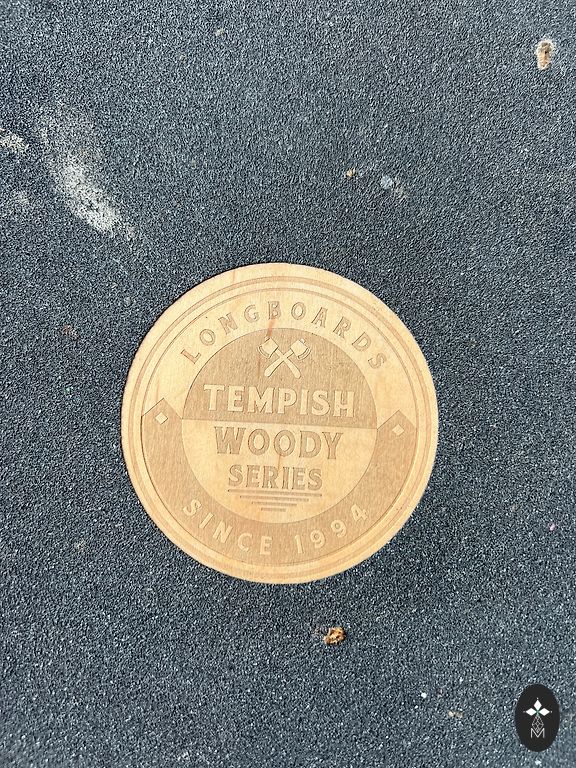 LONGBOARDS
TEMPISH
WOODY
SERIES
SINCE 1994
M